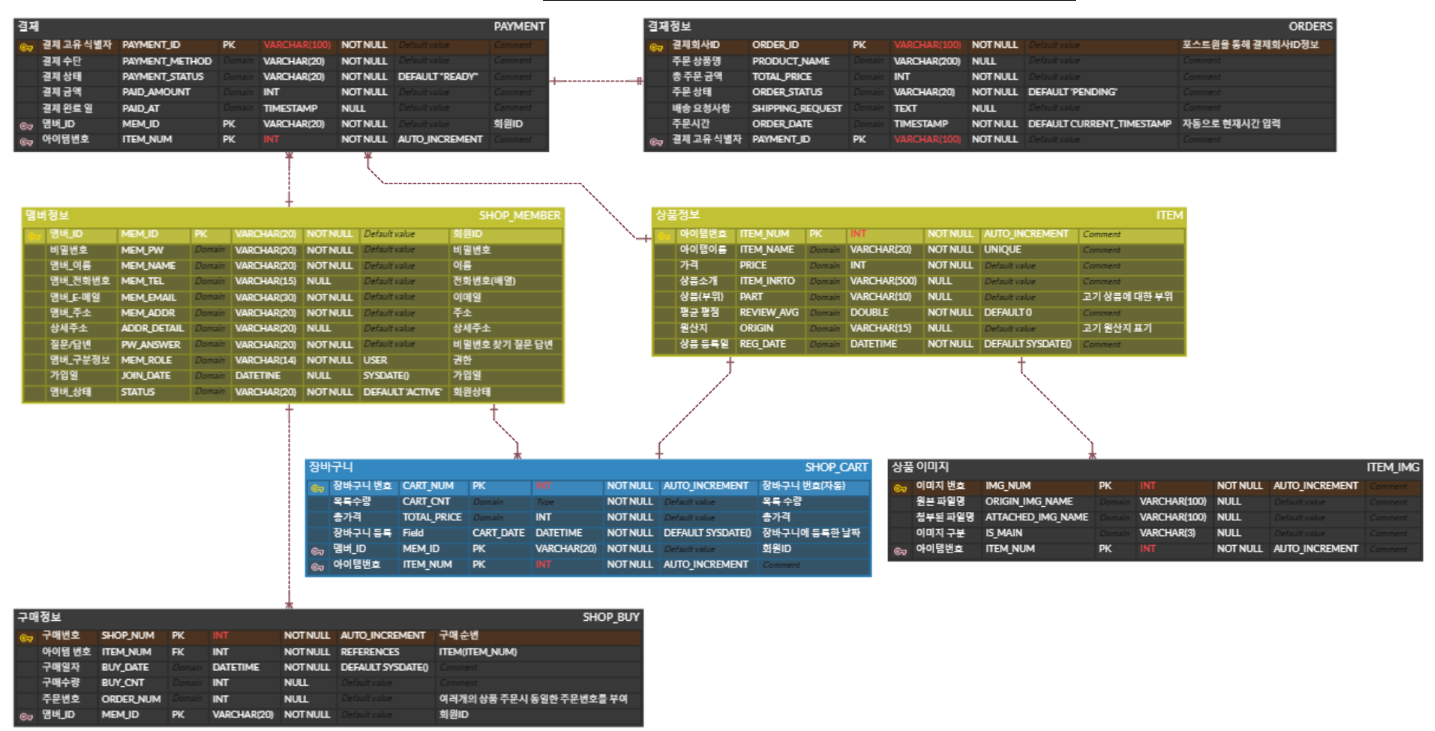 결제 PAYMENT
결제 고유 식별자 PAYMENT_ID PK VARCHAR(100) NOT NULL Default value Comment
결제 수단 PAYMENT_METHOD Domain VARCHAR(20) NOT NULL Default value Comment
결제 상태 PAYMENT_STATUS Domain VARCHAR(20) NOT NULL DEFAULT "READY" Comment
결제 금액 PAID_AMOUNT Domain INT NOT NULL Default value Comment
결제 완료 일 PAID_AT Domain TIMESTAMP NULL Default value Comment
맴버_ID MEM_ID PK VARCHAR(20) NOT NULL Default value 회원ID
아이템번호 ITEM_NUM PK INT NOT NULL AUTO_INCREMENT Comment
결제정보 ORDERS
결제회사ID ORDER_ID PK VARCHAR(100) NOT NULL Default value 포스트원을 통해 결제회사ID정보
주문 상품명 PRODUCT_NAME Domain VARCHAR(200) NULL Default value Comment
총 주문 금액 TOTAL_PRICE Domain INT NOT NULL Default value Comment
주문 상태 ORDER_STATUS Domain VARCHAR(20) NOT NULL DEFAULT 'PENDING' Comment
배송 요청사항 SHIPPING_REQUEST Domain TEXT NULL Default value Comment
주문시간 ORDER_DATE Domain TIMESTAMP NOT NULL DEFAULT CURRENT_TIMESTAMP 자동으로 현재시간 입력
결제 고유 식별자 PAYMENT_ID PK VARCHAR(100) NOT NULL Default value Comment
맴버정보 SHOP_MEMBER
맴버_ID MEM_ID PK VARCHAR(20) NOT NULL Default value 회원ID
비밀번호 MEM_PW Domain VARCHAR(20) NOT NULL Default value 비밀번호
맴버_이름 MEM_NAME Domain VARCHAR(20) NOT NULL Default value 이름
맴버_전화번호 MEM_TEL Domain VARCHAR(15) NULL Default value 전화번호(배열)
맴버_E-메일 MEM_EMAIL Domain VARCHAR(30) NOT NULL Default value 이메일
맴버_주소 MEM_ADDR Domain VARCHAR(20) NOT NULL Default value 주소
상세주소 ADDR_DETAIL Domain VARCHAR(20) NULL Default value 상세주소
질문/답변 PW_ANSWER Domain VARCHAR(20) NOT NULL Default value 비밀번호 찾기 질문 답변
맴버_구분정보 MEM_ROLE Domain VARCHAR(14) NOT NULL USER 권한
가입일 JOIN_DATE Domain DATETINE NULL SYSDATE() 가입일
맴버_상태 STATUS Domain VARCHAR(20) NOT NULL DEFAULT 'ACTIVE' 회원상태
상품정보 ITEM
아이템번호 ITEM_NUM PK INT NOT NULL AUTO_INCREMENT Comment
아이템이름 ITEM_NAME Domain VARCHAR(20) NOT NULL UNIQUE Comment
가격 PRICE Domain INT NOT NULL Default value Comment
상품소개 ITEM_INRTO Domain VARCHAR(500) NULL Default value Comment
상품(부위) PART Domain VARCHAR(10) NULL Default value 고기 상품에 대한 부위
평균 평점 REVIEW_AVG Domain DOUBLE NOT NULL DEFAULT 0 Comment
원산지 ORIGIN Domain VARCHAR(15) NULL Default value 고기 원산지 표기
상품 등록일 REG_DATE Domain DATETIME NOT NULL DEFAULT SYSDATE() Comment
장바구니 SHOP_CART
장바구니 번호 CART_NUM PK INT NOT NULL AUTO_INCREMENT 장바구니 번호(자동)
목록수량 CART_CNT Domain Type NOT NULL Default value 목록 수량
총가격 TOTAL_PRICE Domain INT NOT NULL Default value 총가격
장바구니 등록 Field CART_DATE DATETIME NOT NULL DEFAULT SYSDATE() 장바구니에 등록한 날짜
맴버_ID MEM_ID PK VARCHAR(20) NOT NULL Default value 회원ID
아이템번호 ITEM_NUM PK INT NOT NULL AUTO_INCREMENT Comment
상품 이미지 ITEM_IMG
이미지 번호 IMG_NUM PK INT NOT NULL AUTO_INCREMENT Comment
원본 파일명 ORIGIN_IMG_NAME Domain VARCHAR(100) NULL Default value Comment
첨부된 파일명 ATTACHED_IMG_NAME Domain VARCHAR(100) NULL Default value Comment
이미지 구분 IS_MAIN Domain VARCHAR(3) NULL Default value Comment
아이템번호 ITEM_NUM PK INT NOT NULL AUTO_INCREMENT Comment
구매정보 SHOP_BUY
구매번호 SHOP_NUM PK INT NOT NULL AUTO_INCREMENT 구매 순번
아이템 번호 ITEM_NUM FK INT NOT NULL REFERENCES ITEM(ITEM_NUM)
구매일자 BUY_DATE Domain DATETIME NOT NULL DEFAULT SYSDATE() Comment
구매수량 BUY_CNT Domain INT NULL Default value Comment
주문번호 ORDER_NUM Domain INT NULL Default value 여러개의 상품 주문시 동일한 주문번호를 부여
맴버_ID MEM_ID PK VARCHAR(20) NOT NULL Default value 회원ID